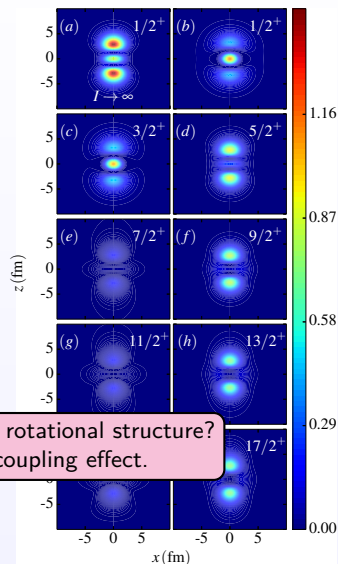 5
0
-5
(a)
1/2+
I → ∞
(b)
1/2+
5
0
-5
(c)
3/2+
(d)
5/2+
5
0
-5
(e)
7/2+
(f)
9/2+
5
0
-5
(g)
11/2+
(h)
13/2+
17/2+
rotational structure?
coupling effect.
-5
z (fm)
-5
0
5
-5
0
5
x (fm)
1.16
0.87
0.58
0.29
0.00